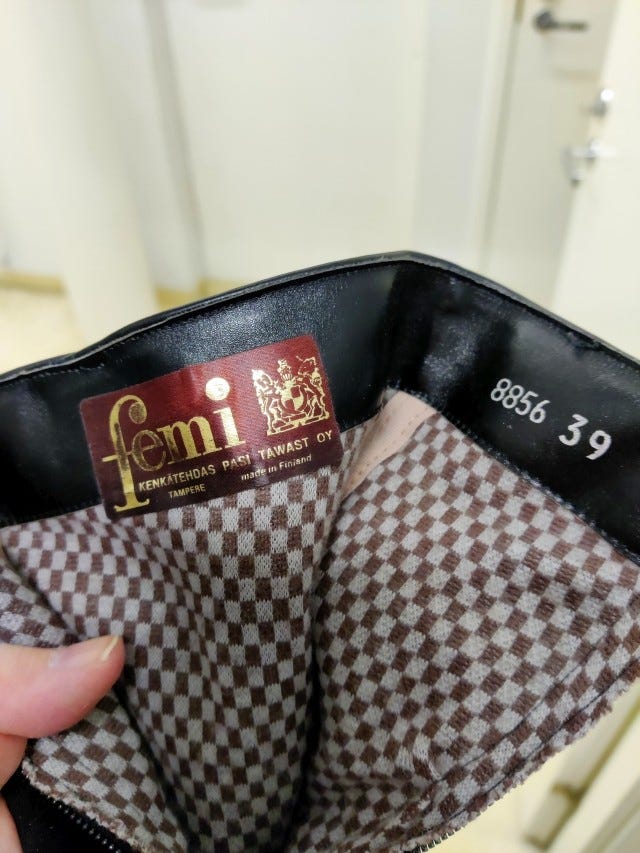 femi
KENKÄTEHDAS PASI TAWAST OY
TAMPERE made in Finland
8856 39